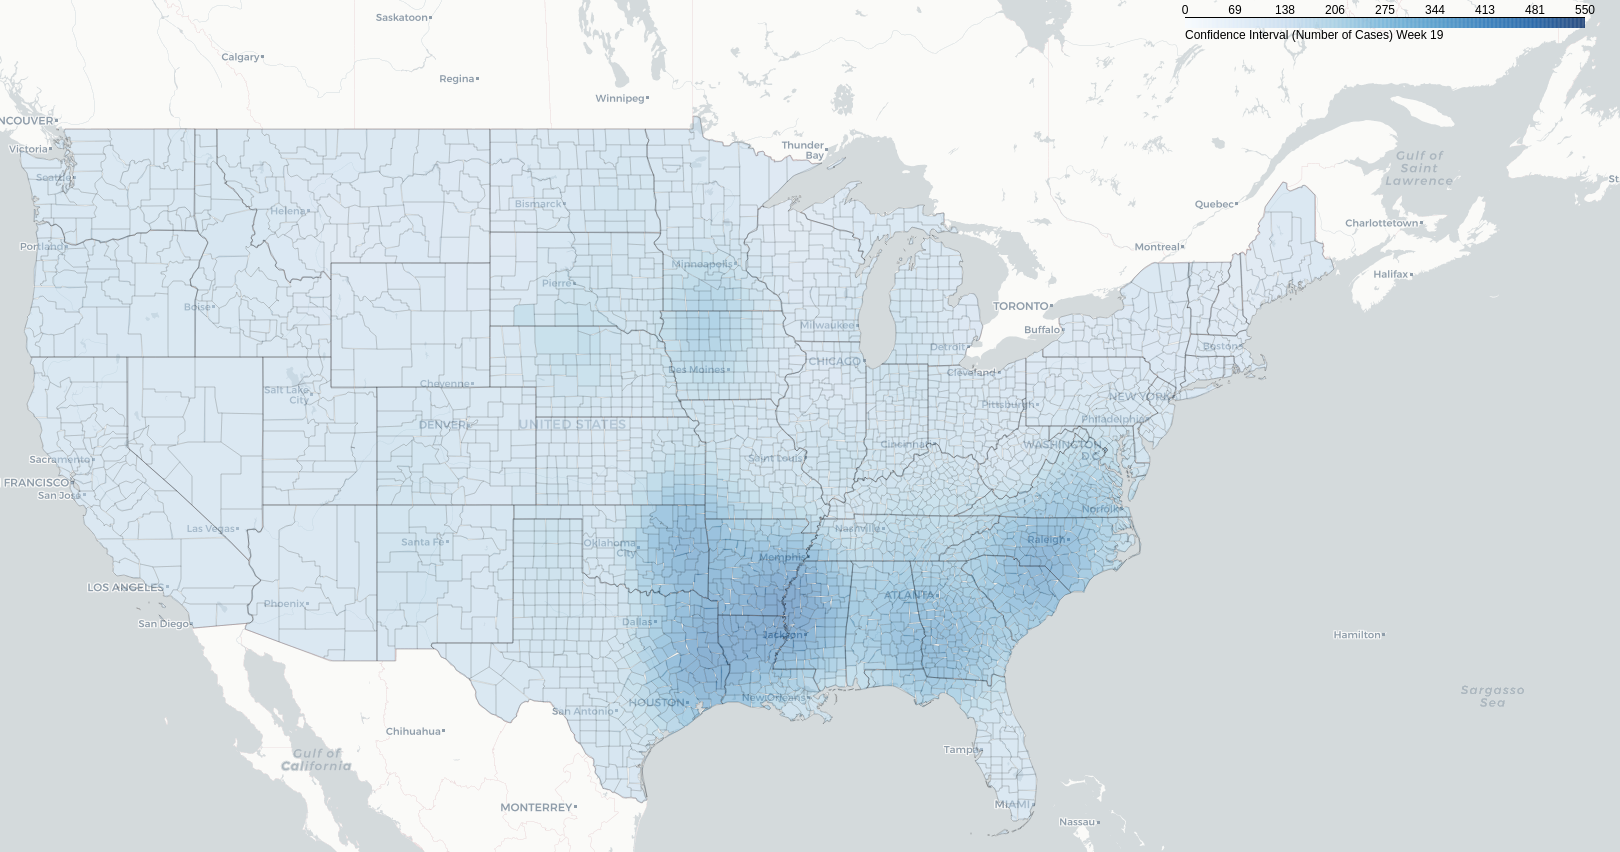 0 69 138 206 275 344 413 481 550
Confidence Interval (Number of Cases) Week 19
Saskatoon
Calgary
Regina
Winnipeg
NCOUVER
Victoria
Thunder
Bay
Gulf of
Saint
Lawrence
St
Seattle
Helena
Bismarck
Quebec
Charlottetown
Portland
Montreal
Minneapolis
Halifax
Pierre
Boise
TORONTO
Milwaukee
Buffalo
Detroit
Boston
CHICAGO
Des Moines
Cleveland
Cheyenne
Salt Lake
City
NEW YORK
Pittsburgh
Philadelphia
DENVER
UNITED STATES
Cincinnati
WASHINGTON
D.C.
Sacramento
Saint Louis
FRANCISCO
San Jose
Norfolk
Las Vegas
Nashville
Santa Fe
Oklahoma
City
Raleigh
Memphis
LOS ANGELES
ATLANTA
Phoenix
San Diego
Dallas
Jackson
Hamilton
Sargasso
Sea
New Orleans
HOUSTON
San Antonio
Chihuahua
Tampa
Gulf of
California
MONTERREY
MIAMI
Nassau